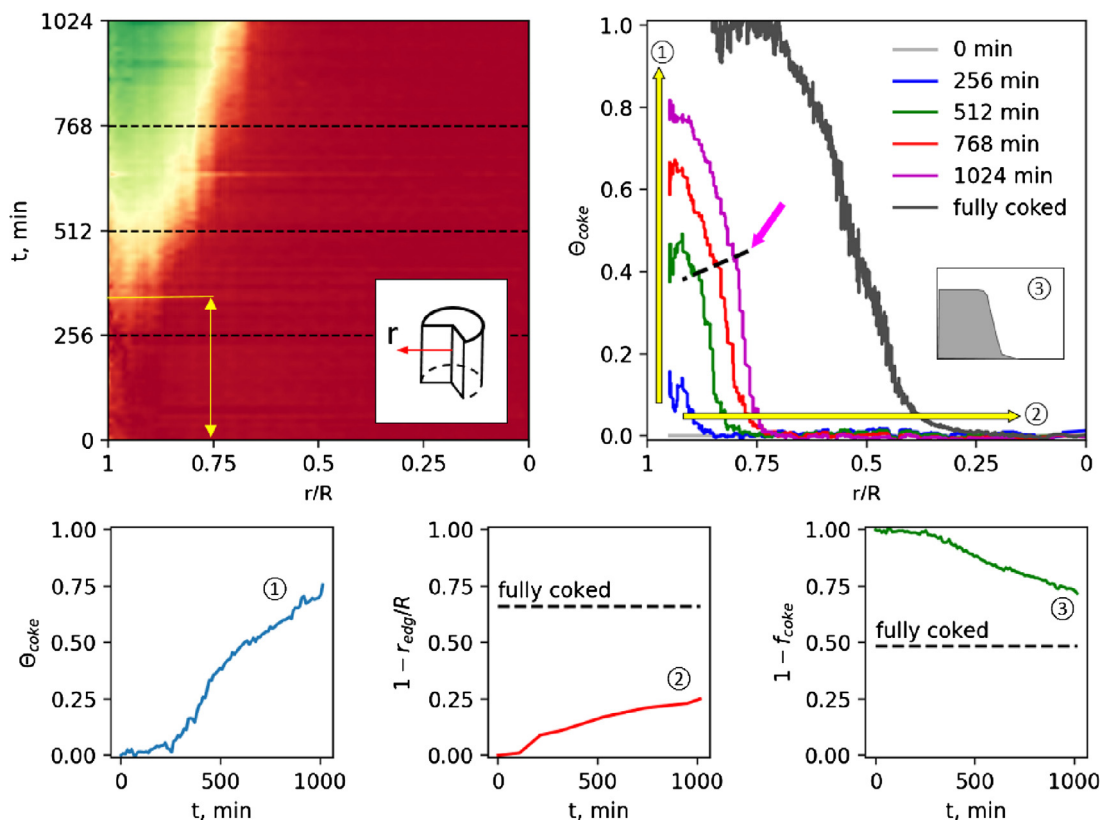 1024
768
512
256
0
t, min
1
0.75
0.5
0.25
0
r/R
r
1.0
0.8
0.6
0.4
0.2
0.0
Θcoke
①
0 min
256 min
512 min
768 min
1024 min
fully coked
③
②
1
0.75
0.5
0.25
0
r/R
1.00
0.75
0.50
0.25
0.00
Θcoke
①
0
500
1000
t, min
1.00
0.75
0.50
0.25
0.00
1 − redg/R
fully coked
②
0
500
1000
t, min
1.00
0.75
0.50
0.25
0.00
1 − fcoke
fully coked
③
0
500
1000
t, min